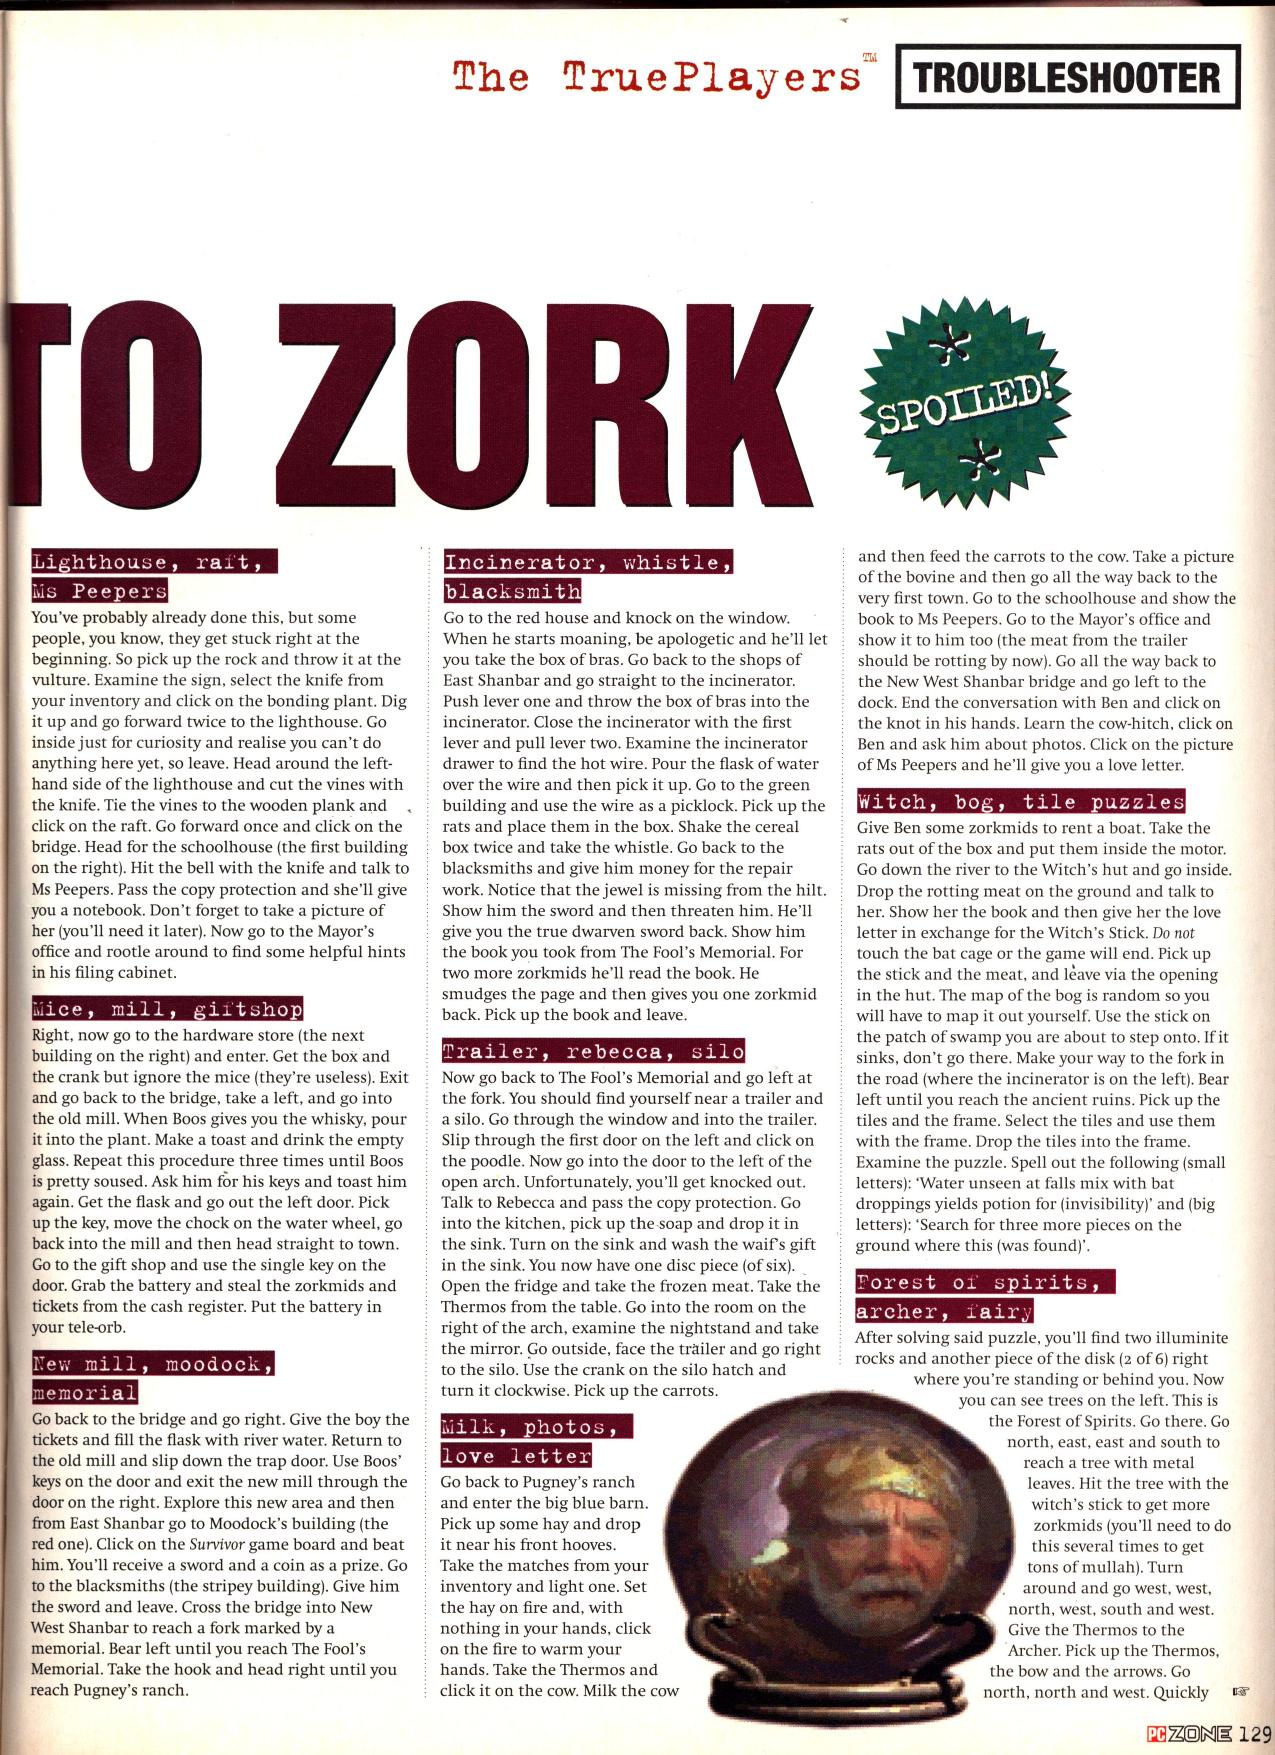 The TruePlayers™
TROUBLESHOOTER
TO ZORK
SPOILED!
Lighthouse, raft,
Ms Peepers
You've probably already done this, but some
people, you know, they get stuck right at the
beginning. So pick up the rock and throw it at the
vulture. Examine the sign, select the knife from
your inventory and click on the bonding plant. Dig
it up and go forward twice to the lighthouse. Go
inside just for curiosity and realise you can't do
anything here yet, so leave. Head around the left-
hand side of the lighthouse and cut the vines with
the knife. Tie the vines to the wooden plank and
click on the raft. Go forward once and click on the
bridge. Head for the schoolhouse (the first building
on the right). Hit the bell with the knife and talk to
Ms Peepers. Pass the copy protection and she'll give
you a notebook. Don't forget to take a picture of
her (you'll need it later). Now go to the Mayor's
office and rootle around to find some helpful hints
in his filing cabinet.
Mice, mill, giftshop
Right, now go to the hardware store (the next
building on the right) and enter. Get the box and
the crank but ignore the mice (they're useless). Exit
and go back to the bridge, take a left, and go into
the old mill. When Boos gives you the whisky, pour
it into the plant. Make a toast and drink the empty
glass. Repeat this procedure three times until Boos
is pretty soused. Ask him for his keys and toast him
again. Get the flask and go out the left door. Pick
up the key, move the chock on the water wheel, go
back into the mill and then head straight to town.
Go to the gift shop and use the single key on the
door. Grab the battery and steal the zorkmids and
tickets from the cash register. Put the battery in
your tele-orb.
New mill, moodock,
memorial
Go back to the bridge and go right. Give the boy the
tickets and fill the flask with river water. Return to
the old mill and slip down the trap door. Use Boos'
keys on the door and exit the new mill through the
door on the right. Explore this new area and then
from East Shanbar go to Moodock's building (the
red one). Click on the Survivor game board and beat
him. You'll receive a sword and a coin as a prize. Go
to the blacksmiths (the stripey building). Give him
the sword and leave. Cross the bridge into New
West Shanbar to reach a fork marked by a
memorial. Bear left until you reach The Fool's
Memorial. Take the hook and head right until you
reach Pugney's ranch.
Incinerator, whistle,
blacksmith
Go to the red house and knock on the window.
When he starts moaning, be apologetic and he'll let
you take the box of bras. Go back to the shops of
East Shanbar and go straight to the incinerator.
Push lever one and throw the box of bras into the
incinerator. Close the incinerator with the first
lever and pull lever two. Examine the incinerator
drawer to find the hot wire. Pour the flask of water
over the wire and then pick it up. Go to the green
building and use the wire as a picklock. Pick up the
rats and place them in the box. Shake the cereal
box twice and take the whistle. Go back to the
blacksmiths and give him money for the repair
work. Notice that the jewel is missing from the hilt.
Show him the sword and then threaten him. He'll
give you the true dwarven sword back. Show him
the book you took from The Fool's Memorial. For
two more zorkmids he'll read the book. He
smudges the page and then gives you one zorkmid
back. Pick up the book and leave.
Trailer, rebecca, silo
Now go back to The Fool's Memorial and go left at
the fork. You should find yourself near a trailer and
a silo. Go through the window and into the trailer.
Slip through the first door on the left and click on
the poodle. Now go into the door to the left of the
open arch. Unfortunately, you'll get knocked out.
Talk to Rebecca and pass the copy protection. Go
into the kitchen, pick up the soap and drop it in
the sink. Turn on the sink and wash the waif's gift
in the sink. You now have one disc piece (of six).
Open the fridge and take the frozen meat. Take the
Thermos from the table. Go into the room on the
right of the arch, examine the nightstand and take
the mirror. Go outside, face the trailer and go right
to the silo. Use the crank on the silo hatch and
turn it clockwise. Pick up the carrots.
Milk, photos,
love letter
Go back to Pugney's ranch
and enter the big blue barn.
Pick up some hay and drop
it near his front hooves.
Take the matches from your
inventory and light one. Set
the hay on fire and, with
nothing in your hands, click
on the fire to warm your
hands. Take the Thermos and
click it on the cow. Milk the cow
and then feed the carrots to the cow. Take a picture
of the bovine and then go all the way back to the
very first town. Go to the schoolhouse and show the
book to Ms Peepers. Go to the Mayor's office and
show it to him too (the meat from the trailer
should be rotting by now). Go all the way back to
the New West Shanbar bridge and go left to the
dock. End the conversation with Ben and click on
the knot in his hands. Learn the cow-hitch, click on
Ben and ask him about photos. Click on the picture
of Ms Peepers and he'll give you a love letter.
Witch, bog, tile puzzles
Give Ben some zorkmids to rent a boat. Take the
rats out of the box and put them inside the motor.
Go down the river to the Witch's hut and go inside.
Drop the rotting meat on the ground and talk to
her. Show her the book and then give her the love
letter in exchange for the Witch's Stick. Do not
touch the bat cage or the game will end. Pick up
the stick and the meat, and leave via the opening
in the hut. The map of the bog is random so you
will have to map it out yourself. Use the stick on
the patch of swamp you are about to step onto. If it
sinks, don't go there. Make your way to the fork in
the road (where the incinerator is on the left). Bear
left until you reach the ancient ruins. Pick up the
tiles and the frame. Select the tiles and use them
with the frame. Drop the tiles into the frame.
Examine the puzzle. Spell out the following (small
letters): 'Water unseen at falls mix with bat
droppings yields potion for (invisibility)' and (big
letters): 'Search for three more pieces on the
ground where this (was found)'.
Forest of spirits,
archer, fairy
After solving said puzzle, you'll find two illuminite
rocks and another piece of the disk (2 of 6) right
where you're standing or behind you. Now
you can see trees on the left. This is
the Forest of Spirits. Go there. Go
north, east, east and south to
reach a tree with metal
leaves. Hit the tree with the
witch's stick to get more
zorkmids (you'll need to do
this several times to get
tons of mullah). Turn
around and go west, west,
north, west, south and west.
Give the Thermos to the
Archer. Pick up the Thermos,
the bow and the arrows. Go
north, north and west. Quickly
PC ZONE 129